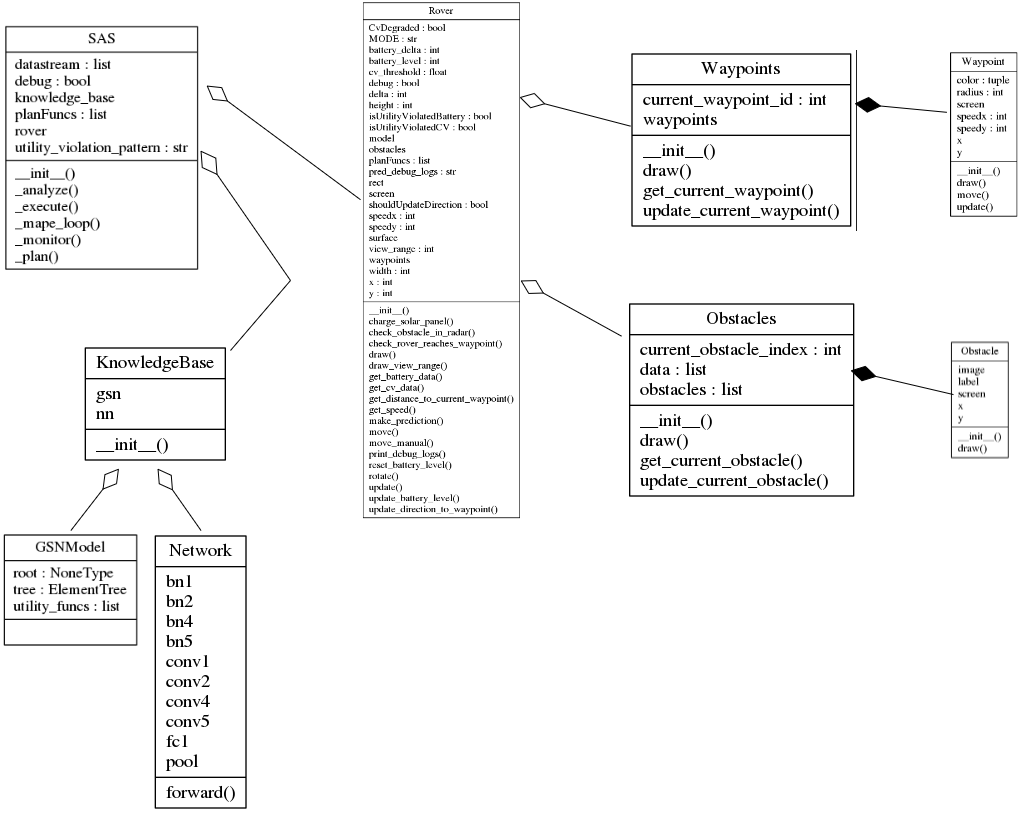 SAS
datastream : list
debug : bool
knowledge_base
planFuncs : list
rover
utility_violation_pattern : str
__init__()
_analyze()
_execute()
_mape_loop()
_monitor()
_plan()
Rover
CvDegraded : bool
MODE : str
battery_delta : int
battery_level : int
cv_threshold : float
debug : bool
delta : int
height : int
isUtilityViolatedBattery : bool
isUtilityViolatedCV : bool
model
obstacles
planFuncs : list
pred_debug_logs : str
rect
screen
shouldUpdateDirection : bool
speedx : int
speedy : int
surface
view_range : int
waypoints
width : int
x : int
y : int
__init__()
charge_solar_panel()
check_obstacle_in_radar()
check_rover_reaches_waypoint()
draw()
draw_view_range()
get_battery_data()
get_cv_data()
get_distance_to_current_waypoint()
get_speed()
make_prediction()
move()
move_manual()
print_debug_logs()
reset_battery_level()
rotate()
update()
update_battery_level()
update_direction_to_waypoint()
Waypoints
current_waypoint_id : int
waypoints
__init__()
draw()
get_current_waypoint()
update_current_waypoint()
Waypoint
color : tuple
radius : int
screen
speedx : int
speedy : int
x
y
__init__()
draw()
move()
update()
Obstacles
current_obstacle_index : int
data : list
obstacles : list
__init__()
draw()
get_current_obstacle()
update_current_obstacle()
Obstacle
image
label
screen
x
y
__init__()
draw()
KnowledgeBase
gsn
nn
__init__()
GSNModel
root : NoneType
tree : ElementTree
utility_funcs : list
Network
bn1
bn2
bn4
bn5
conv1
conv2
conv4
conv5
fc1
pool
forward()